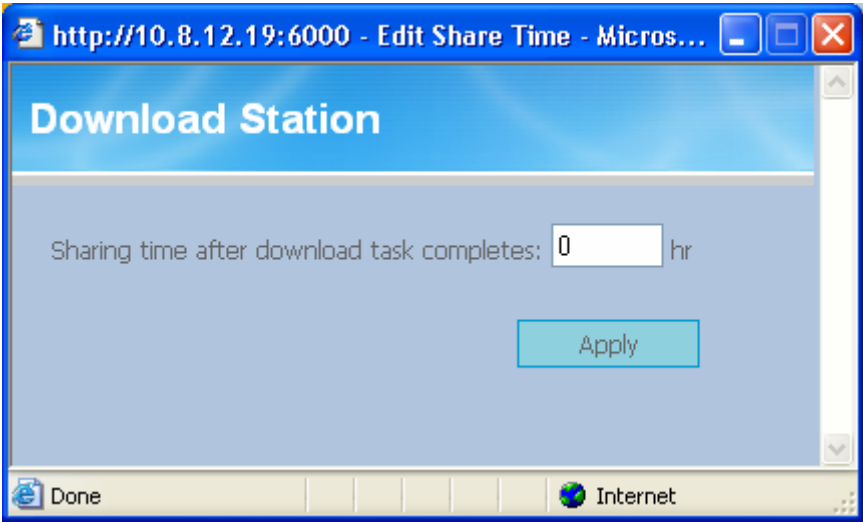 http://10.8.12.19:6000 - Edit Share Time - Micros...
Download Station
Sharing time after download task completes: 0 hr
Apply
Done Internet